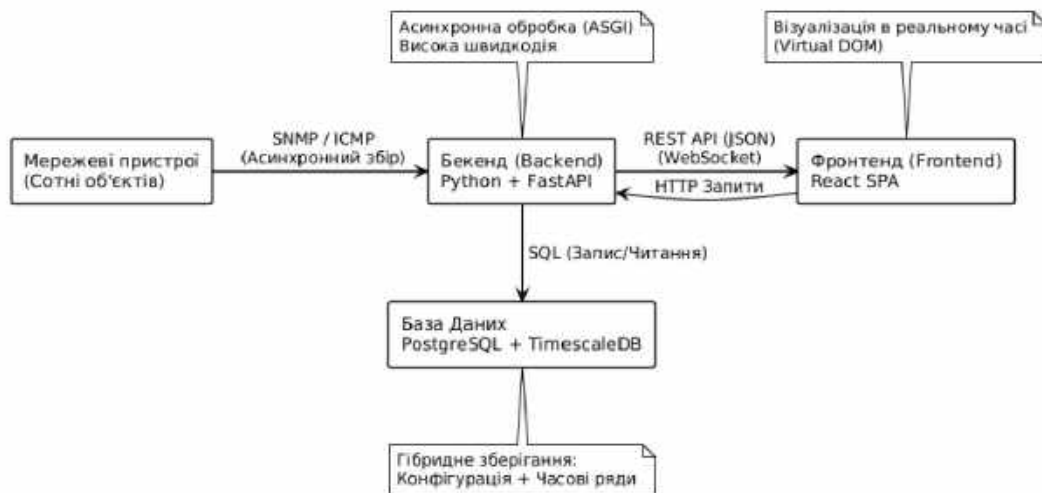 Асинхронна обробка (ASGI)
Висока швидкодія
Візуалізація в реальному часі
(Virtual DOM)
Мережеві пристрої
(Сотні об'єктів)
SNMP / ICMP
(Асинхронний збір)
Бекенд (Backend)
Python + FastAPI
REST API (JSON)
(WebSocket)
HTTP Запити
Фронтенд (Frontend)
React SPA
SQL (Запис/Читання)
База Даних
PostgreSQL + TimescaleDB
Гібридне зберігання:
Конфігурація + Часові ряди